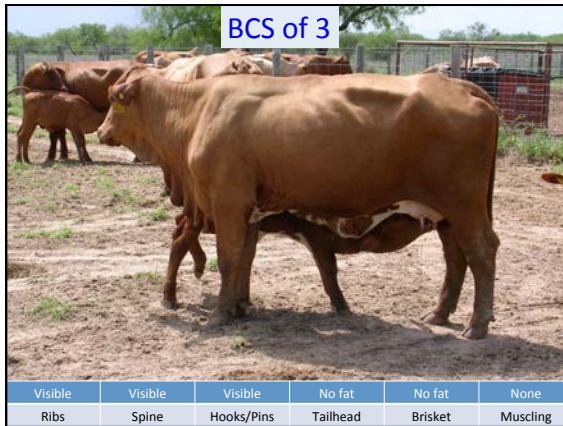 BCS of 3
Visible Visible Visible No fat No fat None
Ribs Spine Hooks/Pins Tailhead Brisket Muscling